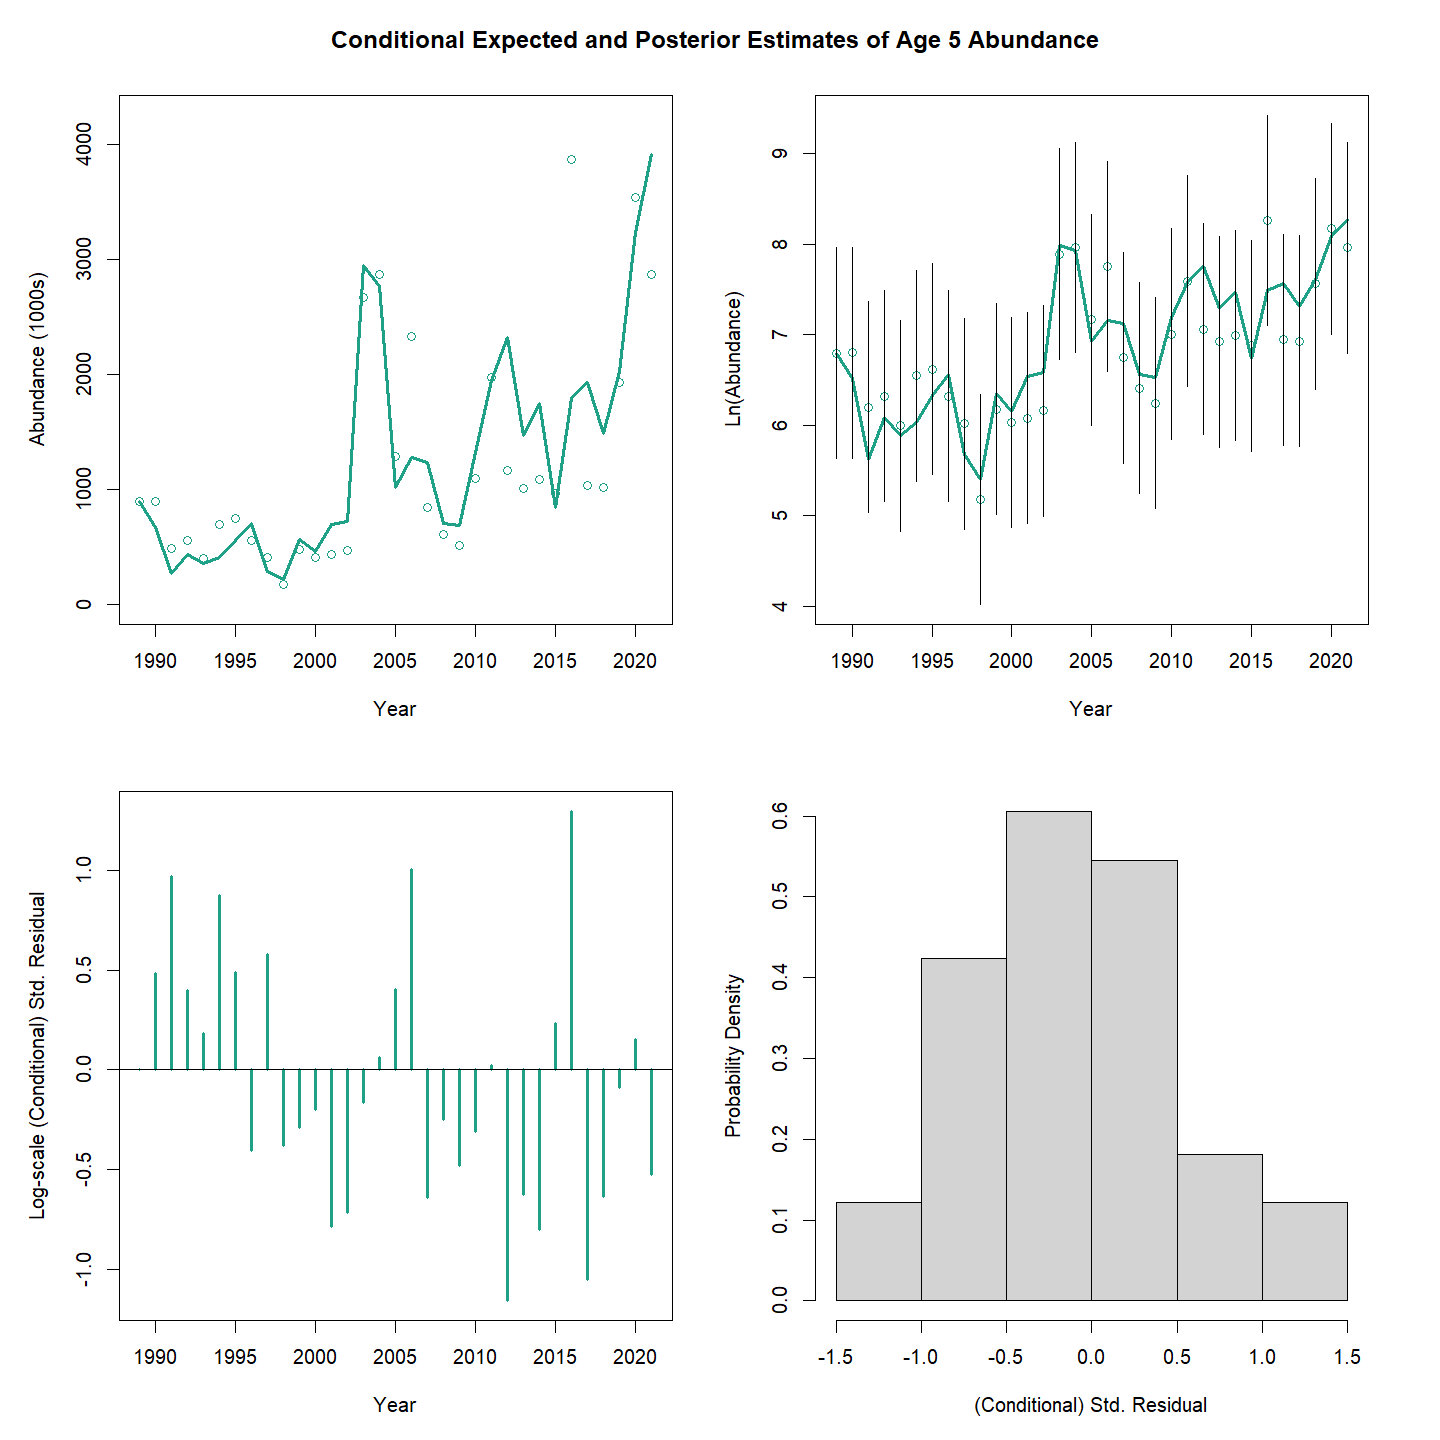 Conditional Expected and Posterior Estimates of Age 5 Abundance
Abundance (1000s)
4000
3000
2000
1000
0
1990 1995 2000 2005 2010 2015 2020
Year
Ln(Abundance)
9
8
7
6
5
4
1990 1995 2000 2005 2010 2015 2020
Year
Log-scale (Conditional) Std. Residual
1.0
0.5
0.0
-0.5
-1.0
1990 1995 2000 2005 2010 2015 2020
Year
Probability Density
0.6
0.5
0.4
0.3
0.2
0.1
0.0
-1.5 -1.0 -0.5 0.0 0.5 1.0 1.5
(Conditional) Std. Residual